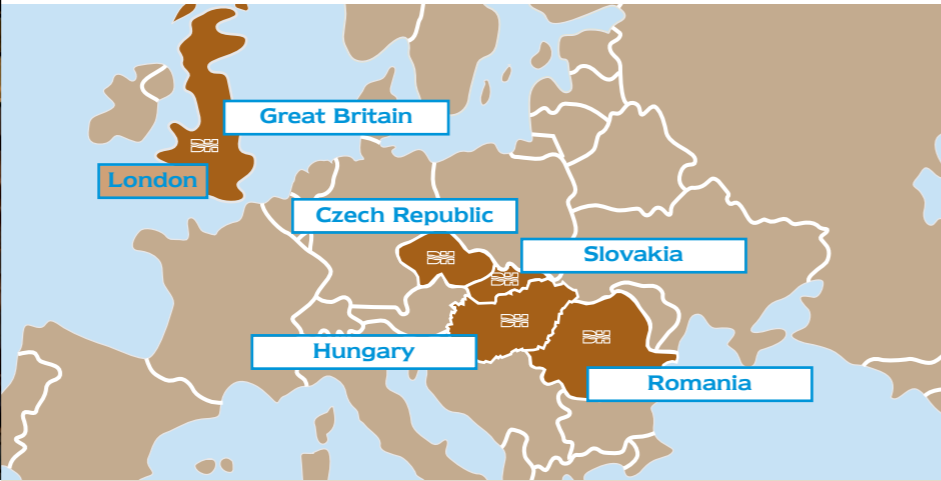 Great Britain
London
Czech Republic
Slovakia
Hungary
Romania